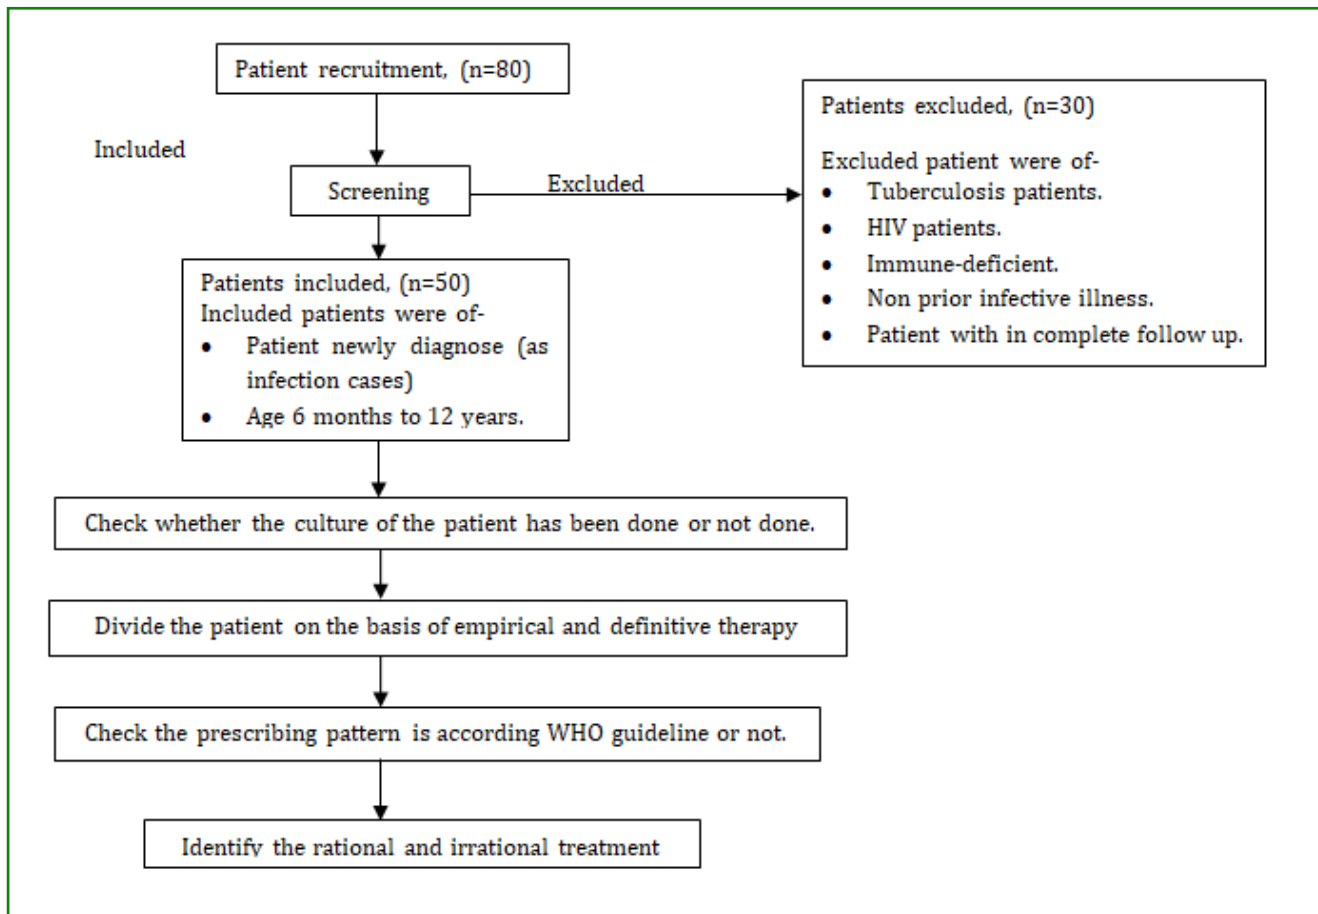 Patient recruitment, (n=80)
Included
Screening
Excluded
Patients excluded, (n=30)
Excluded patient were of-
• Tuberculosis patients.
• HIV patients.
• Immune-deficient.
• Non prior infective illness.
• Patient with in complete follow up.
Patients included, (n=50)
Included patients were of-
• Patient newly diagnose (as
infection cases)
• Age 6 months to 12 years.
Check whether the culture of the patient has been done or not done.
Divide the patient on the basis of empirical and definitive therapy
Check the prescribing pattern is according WHO guideline or not.
Identify the rational and irrational treatment